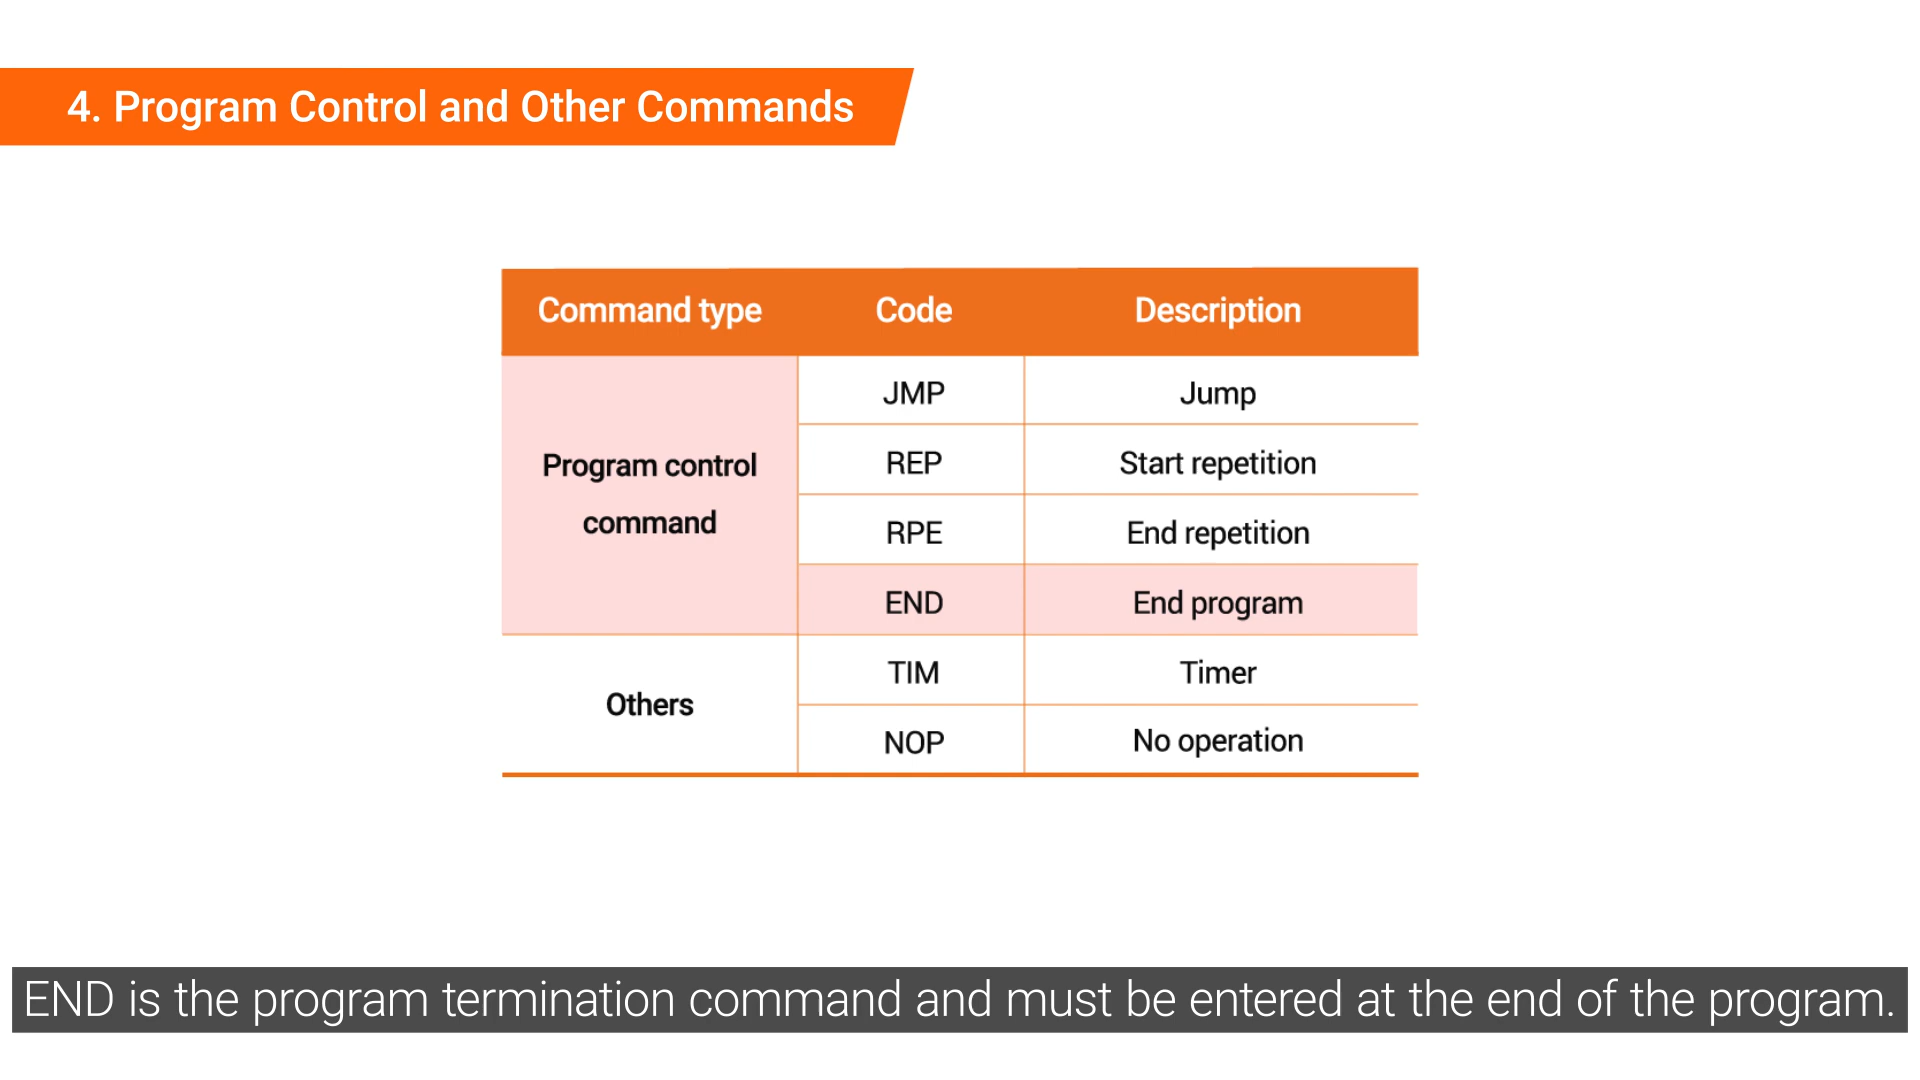 4. Program Control and Other Commands
Command type Code Description
Program control
command
JMP Jump
REP Start repetition
RPE End repetition
END End program
Others
TIM Timer
NOP No operation
END is the program termination command and must be entered at the end of the program.